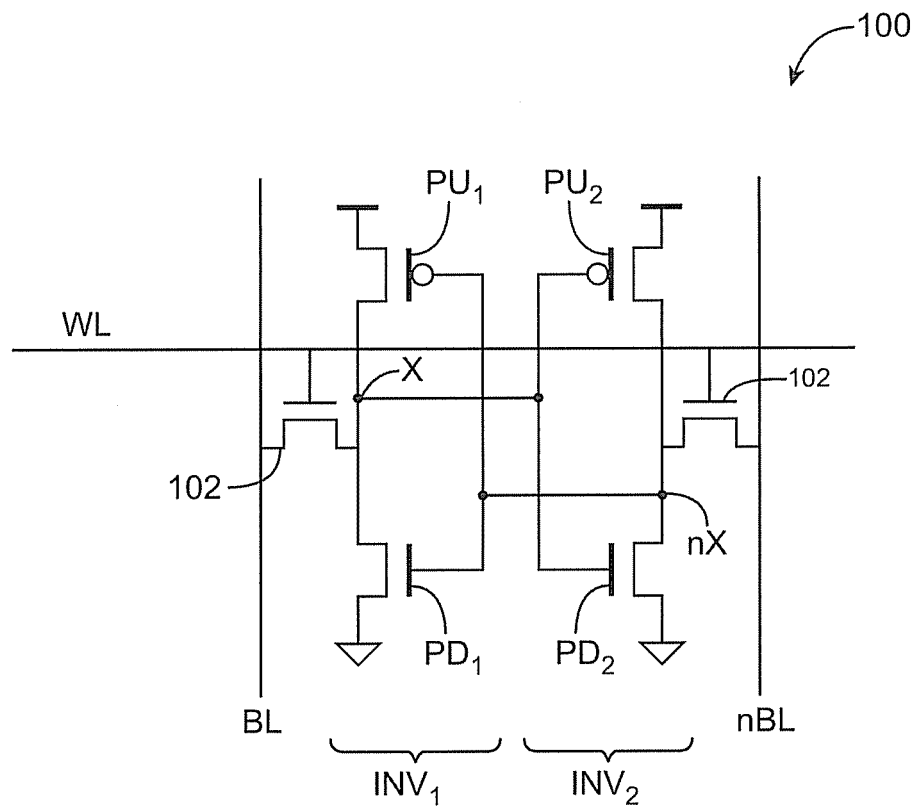 100
PU1 PU2
WL
X
102
102
nX
PD1 PD2
BL nBL
INV1 INV2